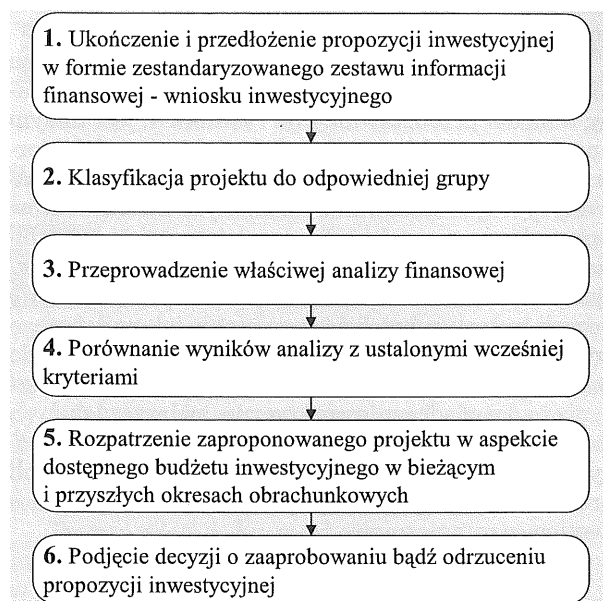 1. Ukończenie i przedłożenie propozycji inwestycyjnej
w formie zestandaryzowanego zestawu informacji
finansowej - wniosku inwestycyjnego
2. Klasyfikacja projektu do odpowiedniej grupy
3. Przeprowadzenie właściwej analizy finansowej
4. Porównanie wyników analizy z ustalonymi wcześniej
kryteriami
5. Rozpatrzenie zaproponowanego projektu w aspekcie
dostępnego budżetu inwestycyjnego w bieżącym
i przyszłych okresach obrachunkowych
6. Podjęcie decyzji o zaaprobowaniu bądź odrzuceniu
propozycji inwestycyjnej